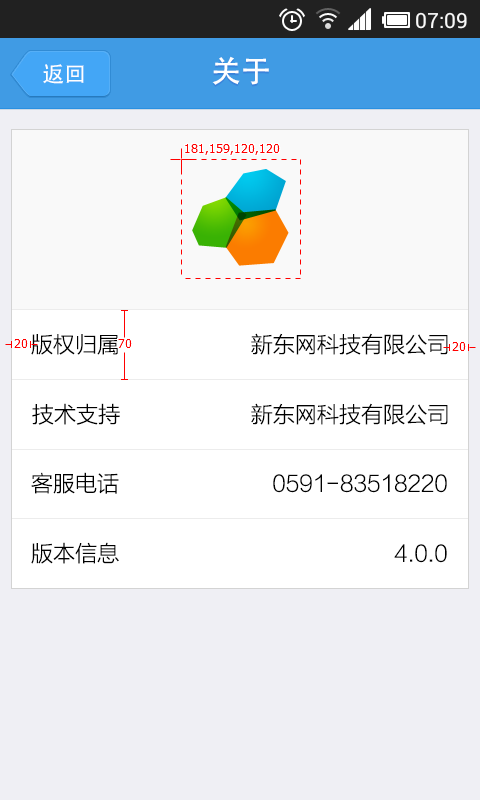 07:09
返回
关于
181,159,120,120
20 版权归属 70 新东网科技有限公司 20
技术支持 新东网科技有限公司
客服电话 0591-83518220
版本信息 4.0.0